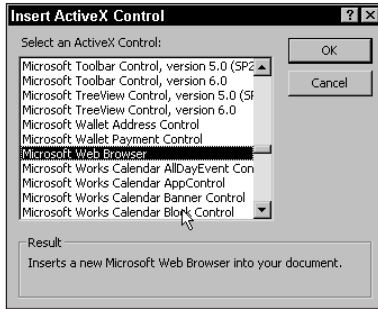 Insert ActiveX Control
Select an ActiveX Control:
OK
Cancel
Microsoft Toolbar Control, version 5.0 (SP2
Microsoft Toolbar Control, version 6.0
Microsoft TreeView Control, version 5.0 (SF
Microsoft TreeView Control, version 6.0
Microsoft Wallet Address Control
Microsoft Wallet Payment Control
Microsoft Web Browser
Microsoft Works Calendar AllDayEvent Con
Microsoft Works Calendar AppControl
Microsoft Works Calendar Banner Control
Microsoft Works Calendar Block Control
Result
Inserts a new Microsoft Web Browser into your document.